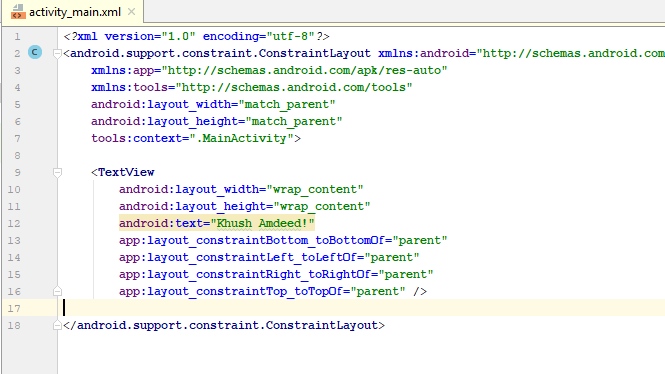 activity_main.xml
1 <?xml version="1.0" encoding="utf-8"?>
2 C <android.support.constraint.ConstraintLayout xmlns:android="http://schemas.android.com
3 xmlns:app="http://schemas.android.com/apk/res-auto"
4 xmlns:tools="http://schemas.android.com/tools"
5 android:layout_width="match_parent"
6 android:layout_height="match_parent"
7 tools:context=".MainActivity">
8
9 <TextView
10 android:layout_width="wrap_content"
11 android:layout_height="wrap_content"
12 android:text="Khush Amdeed!"
13 app:layout_constraintBottom_toBottomOf="parent"
14 app:layout_constraintLeft_toLeftOf="parent"
15 app:layout_constraintRight_toRightOf="parent"
16 app:layout_constraintTop_toTopOf="parent" />
17
18 </android.support.constraint.ConstraintLayout>